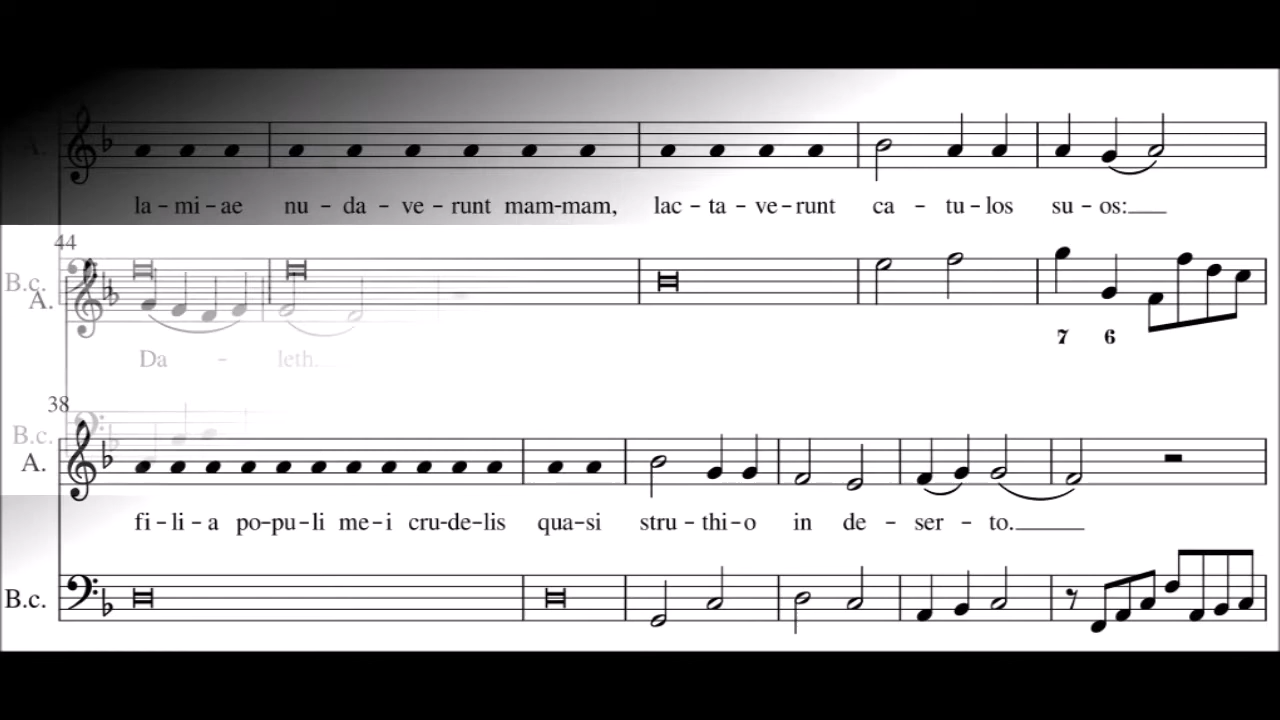 A.
la – mi – ae nu – da – ve – runt mam-mam, lac – ta – ve – runt ca – tu – los su – os:
44
B.c.
A.
7 6
Da - leth.
38
B.c.
A.
fi – li – a po-pu – li me – i cru-de-lis qua-si stru – thi – o in de – ser – to.
B.c.